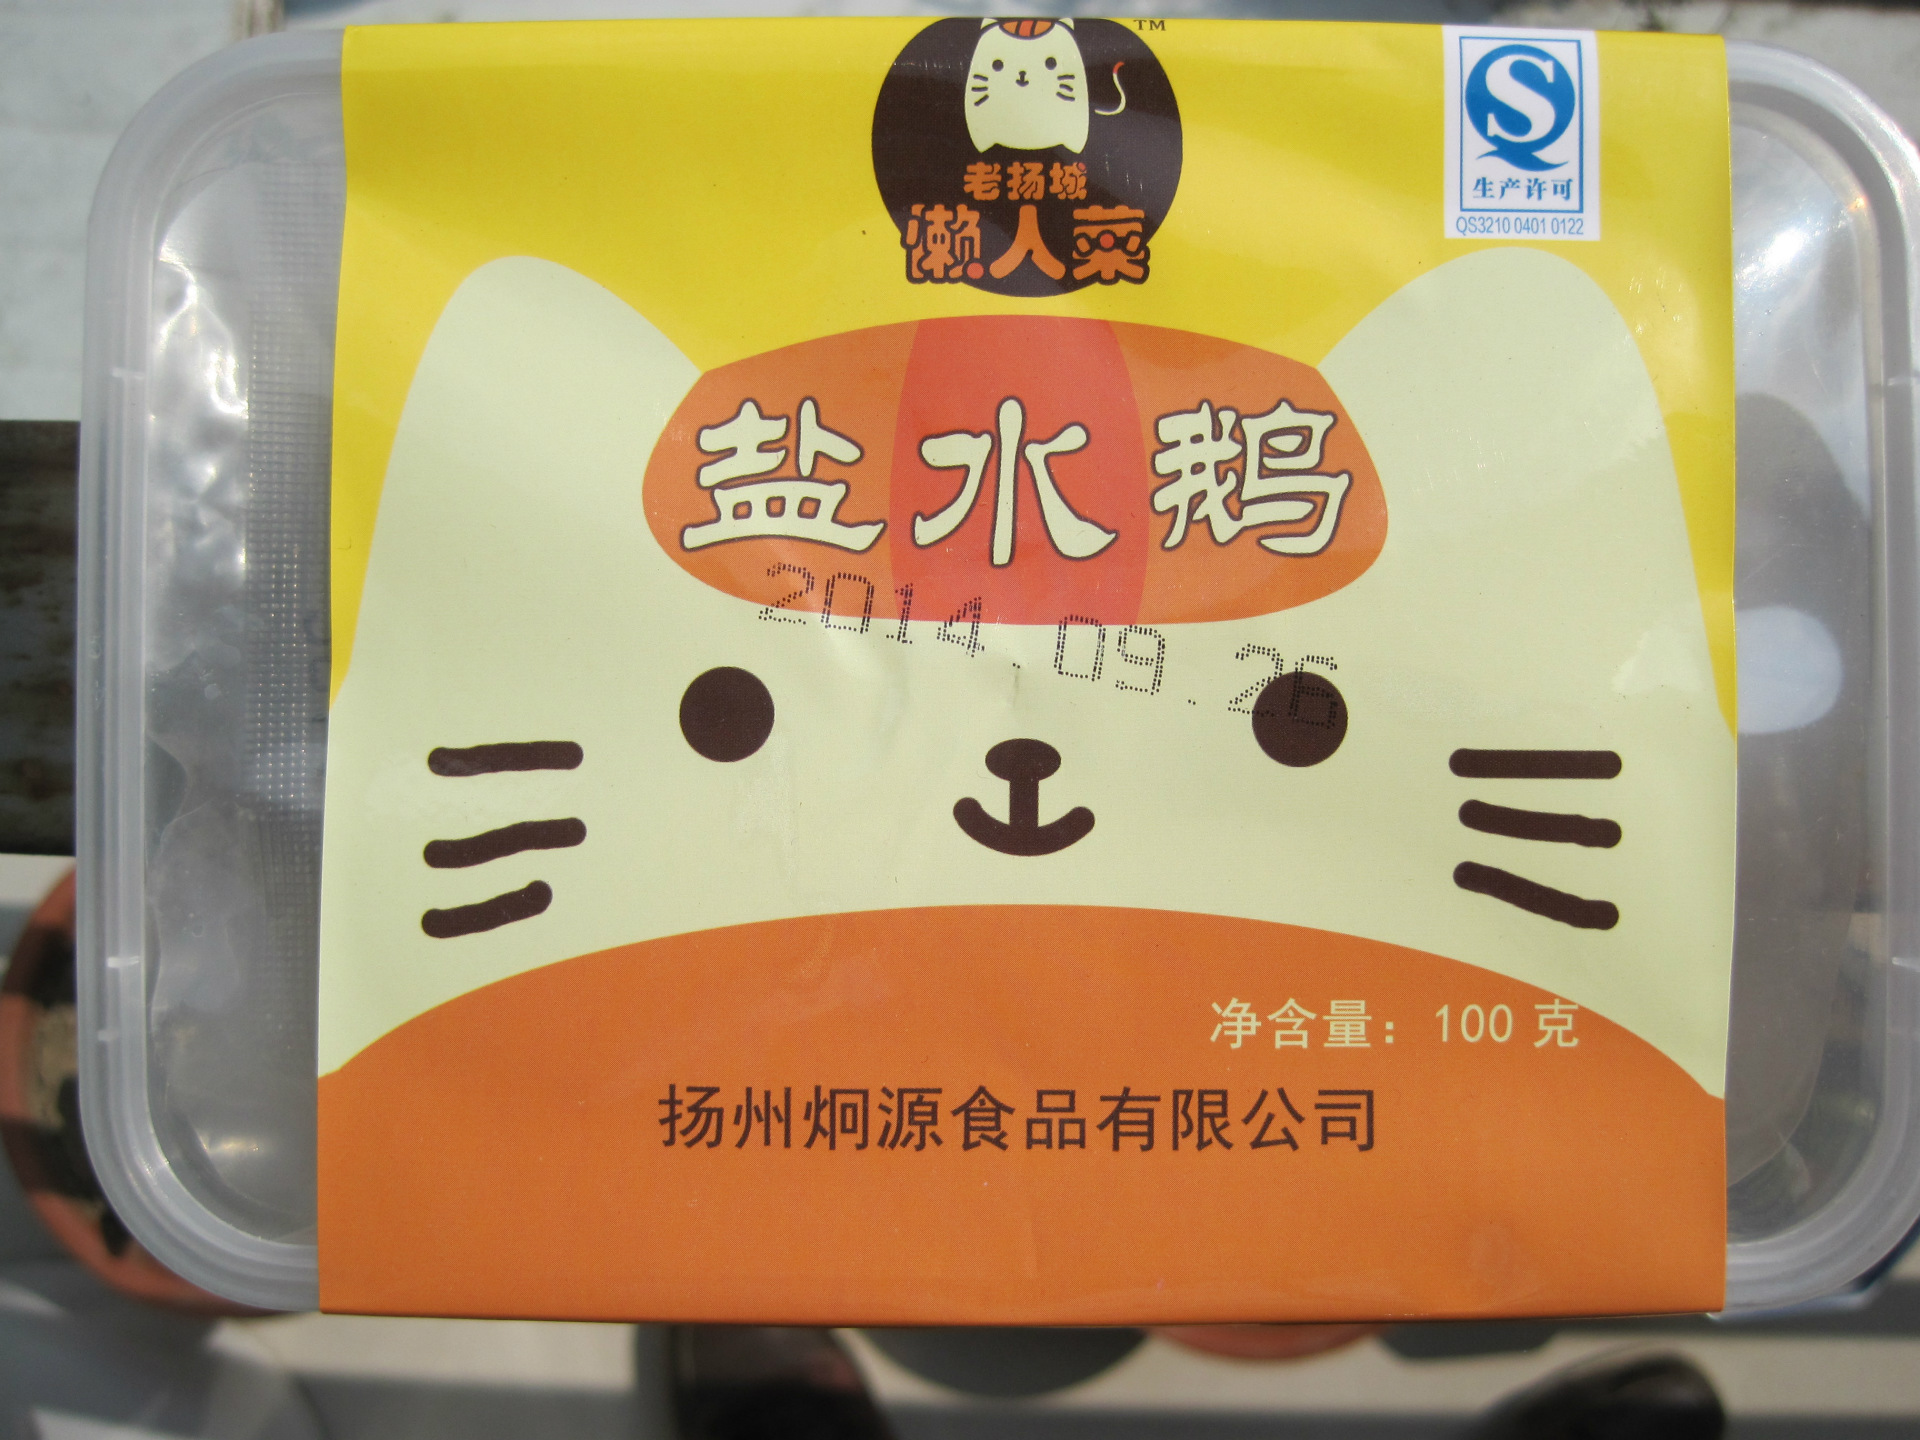 TM
老扬城
懒人菜
生产许可
QS3210 0401 0122
盐水鹅
2014.09.26
净含量：100 克
扬州炯源食品有限公司